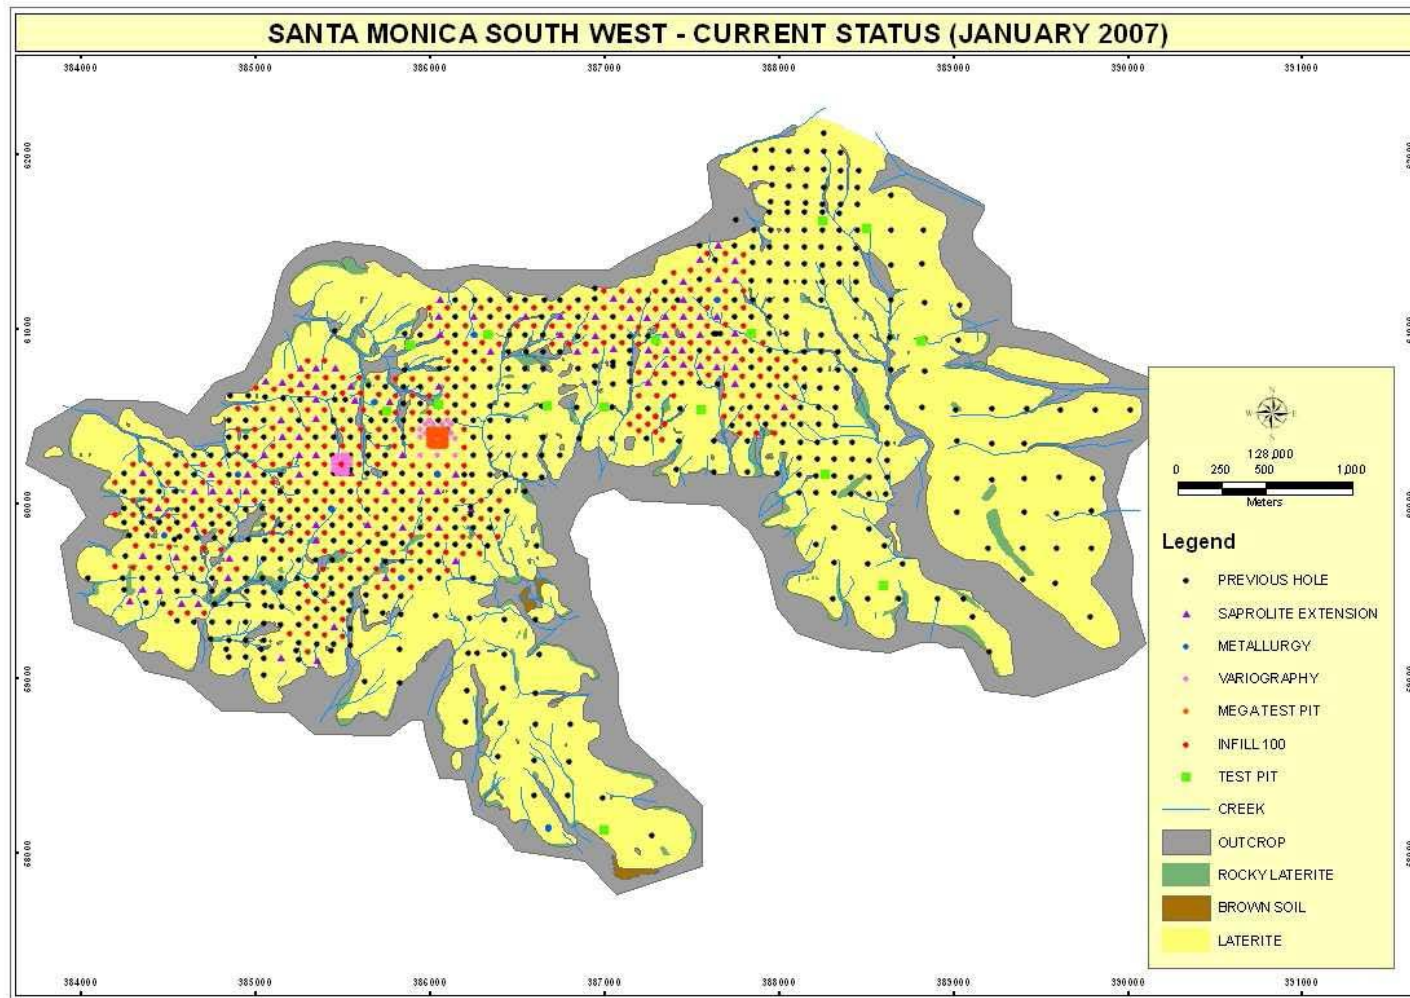 SANTA MONICA SOUTH WEST - CURRENT STATUS (JANUARY 2007)
384000 385000 386000 387000 388000 389000 390000 391000
N
W E
S
1:28,000
0 250 500 1,000
Meters
Legend
PREVIOUS HOLE
SAPROLITE EXTENSION
METALLURGY
VARIOGRAPHY
MEGA TEST PIT
INFILL 100
TEST PIT
CREEK
OUTCROP
ROCKY LATERITE
BROWN SOIL
LATERITE
384000 385000 386000 387000 388000 389000 390000 391000